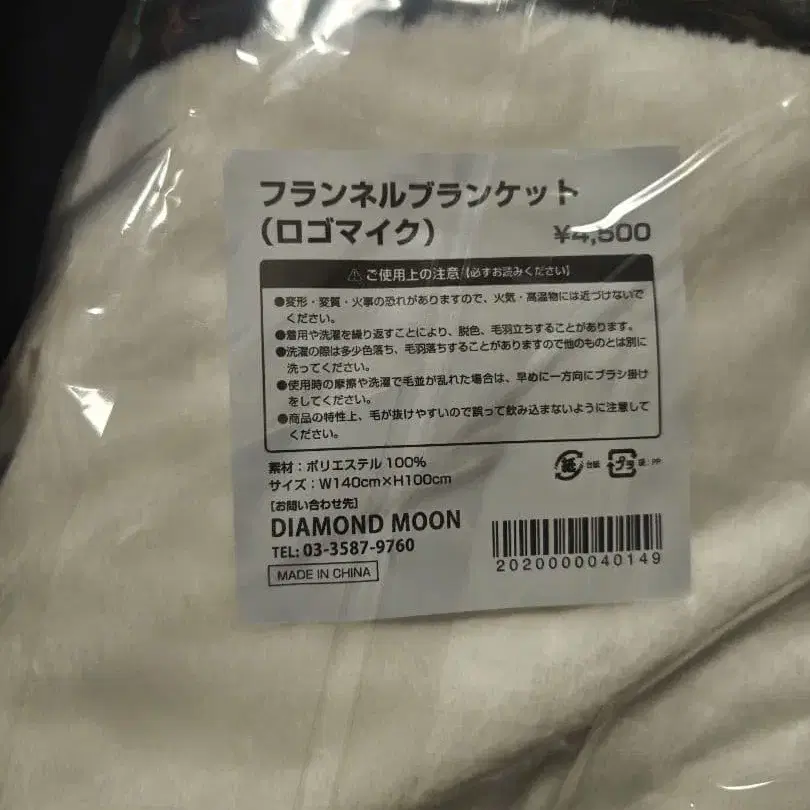 フランネルブランケット
（ロゴマイク） ¥4,500
⚠ご使用上の注意【必ずお読みください】
●変形・変質・火事の恐れがありますので、火気・高温物には近づけないで
ください。
●着用や洗濯を繰り返すことにより、脱色、毛羽立ちすることがあります。
●洗濯の際は多少色落ち、毛羽落ちすることがありますので他のものとは別に
洗ってください。
●使用時の摩擦や洗濯で毛並が乱れた場合は、早めに一方向にブラシ掛け
をしてください。
●商品の特性上、毛が抜けやすいので誤って飲み込まないように注意して
ください。
素材：ポリエステル 100%
サイズ：W140cm×H100cm
紙 台紙 プラ 袋：PP
［お問い合わせ先］
DIAMOND MOON
TEL: 03-3587-9760
MADE IN CHINA
2020000040149